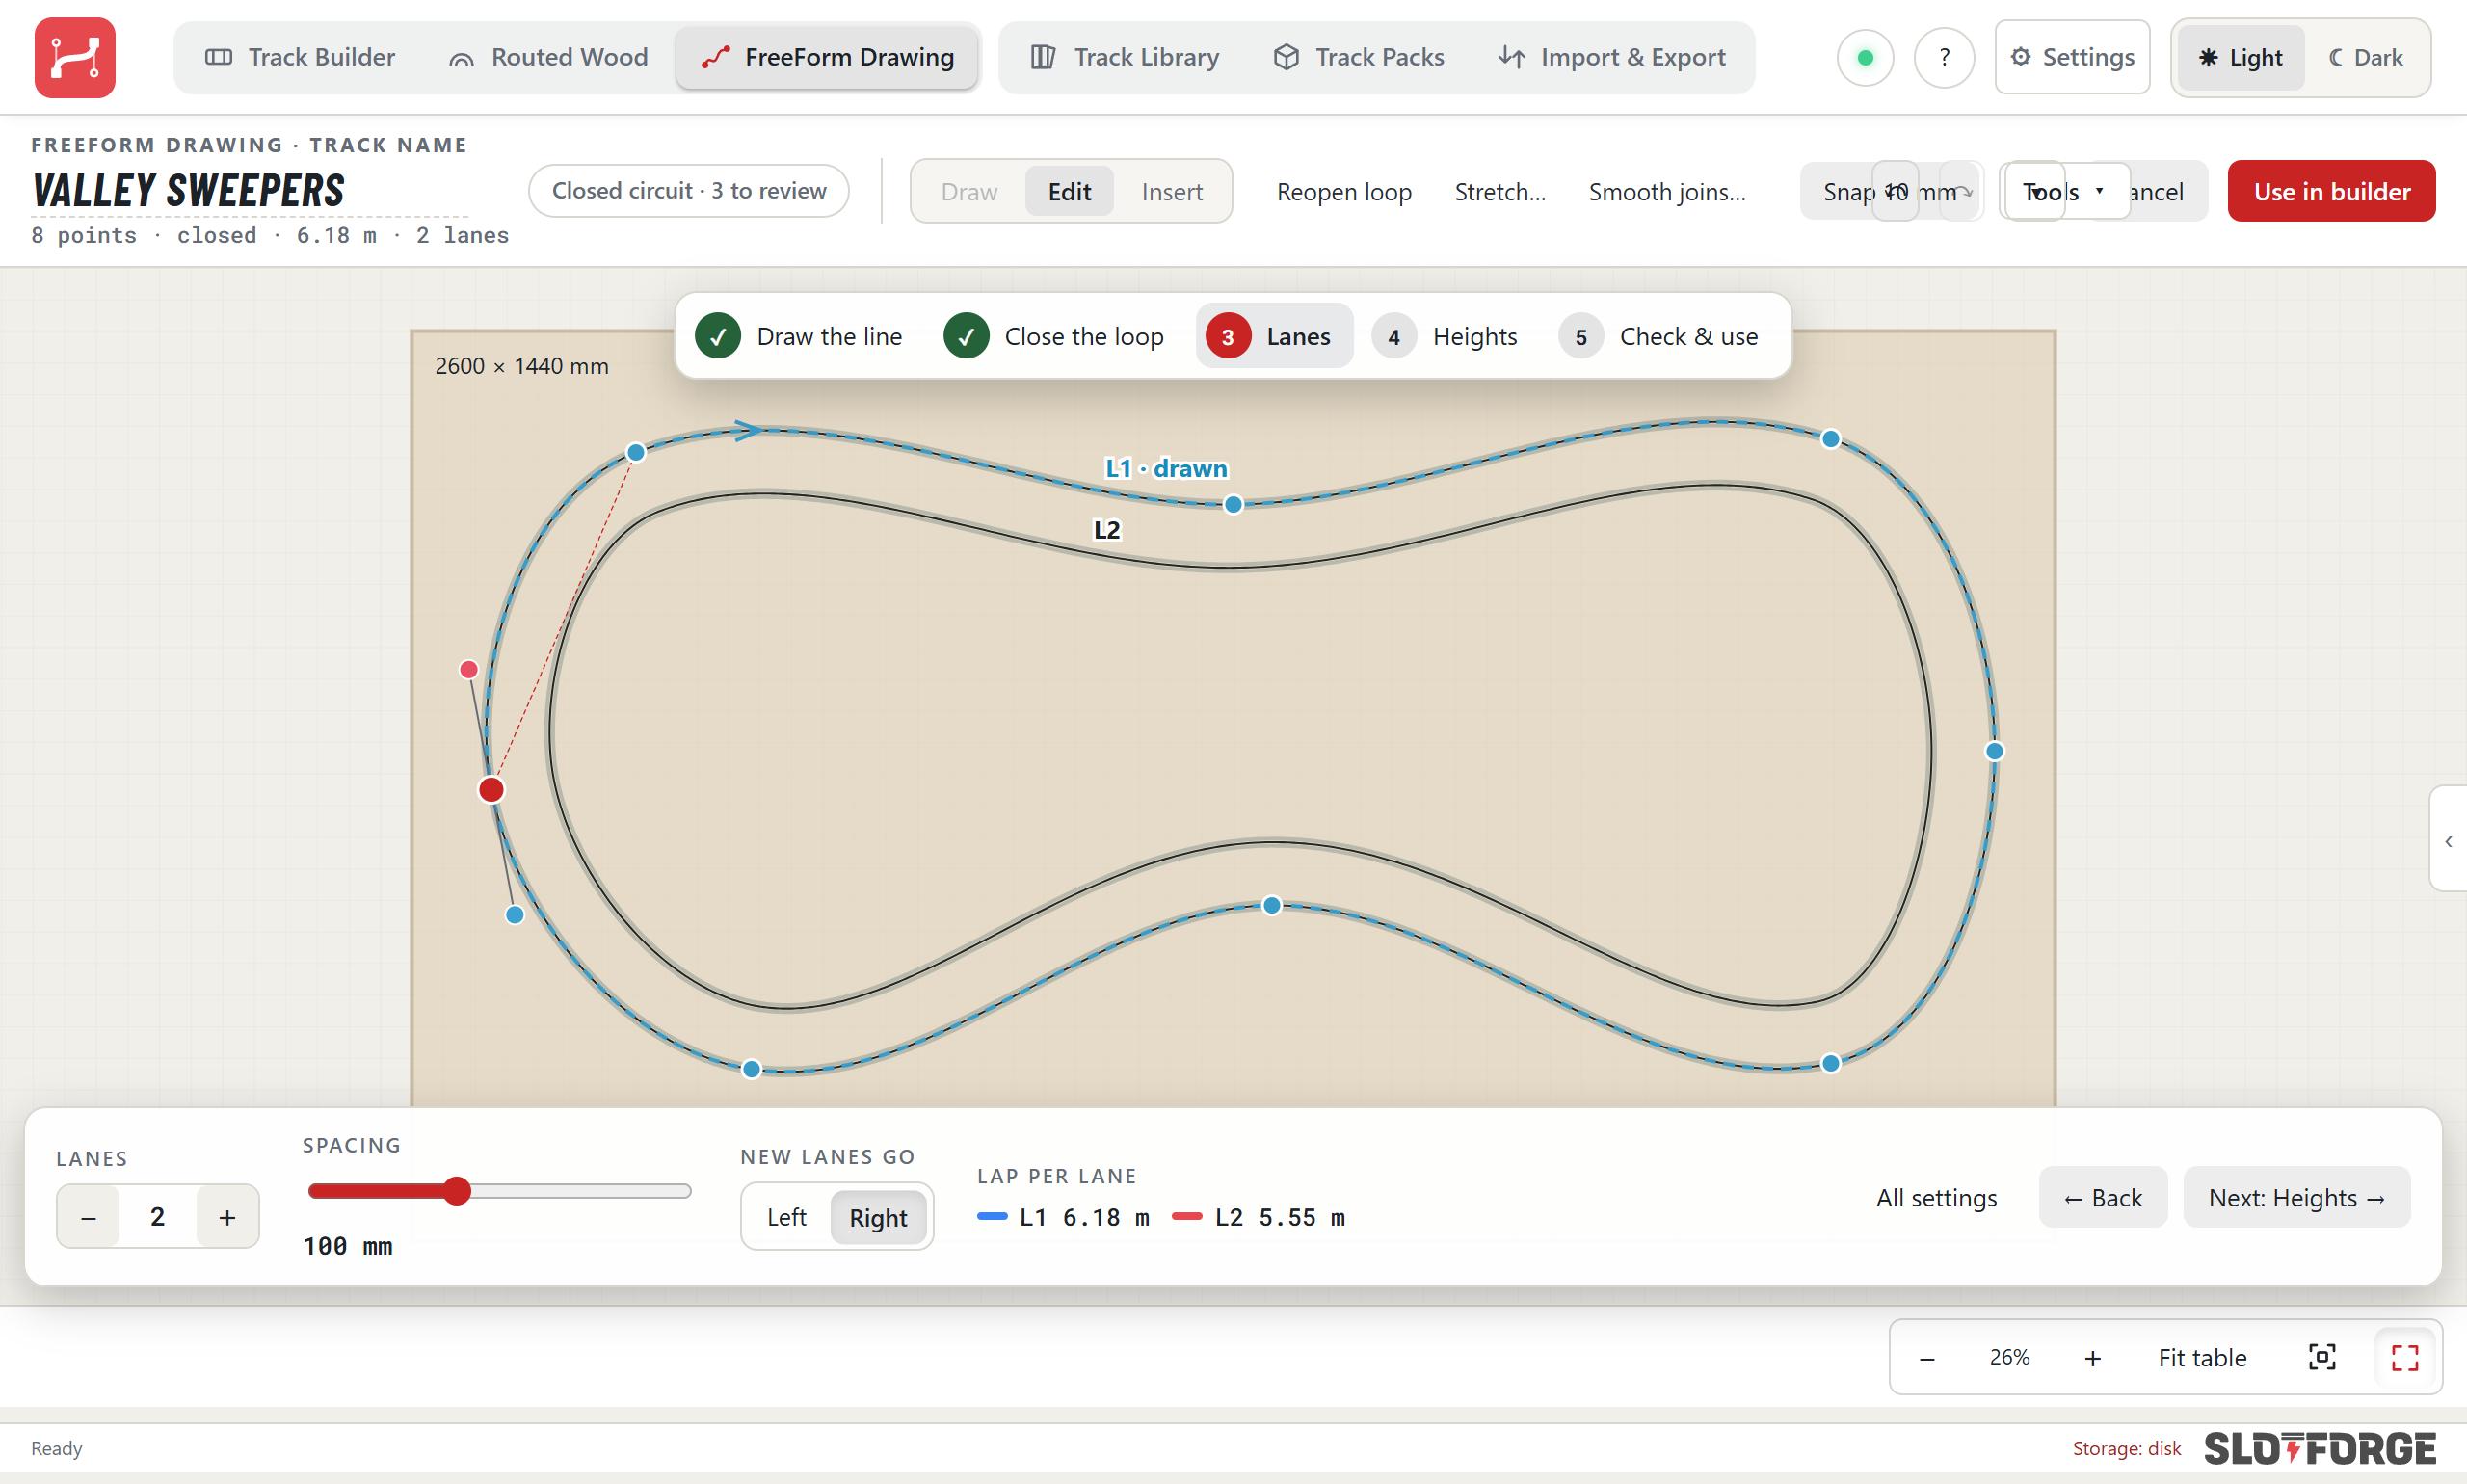 Track Builder
Routed Wood
FreeForm Drawing
Track Library
Track Packs
Import & Export
?
Settings
Light
Dark
FREEFORM DRAWING · TRACK NAME
VALLEY SWEEPERS
8 points · closed · 6.18 m · 2 lanes
Closed circuit · 3 to review
Draw
Edit
Insert
Reopen loop
Stretch...
Smooth joins...
Snap 10 mm
Tools
ancel
Use in builder
✓ Draw the line
✓ Close the loop
3 Lanes
4 Heights
5 Check & use
2600 × 1440 mm
L1 · drawn
L2
LANES
− 2 +
SPACING
100 mm
NEW LANES GO
Left
Right
LAP PER LANE
L1 6.18 m
L2 5.55 m
All settings
← Back
Next: Heights →
− 26% +
Fit table
Ready
Storage: disk
SLOTFORGE